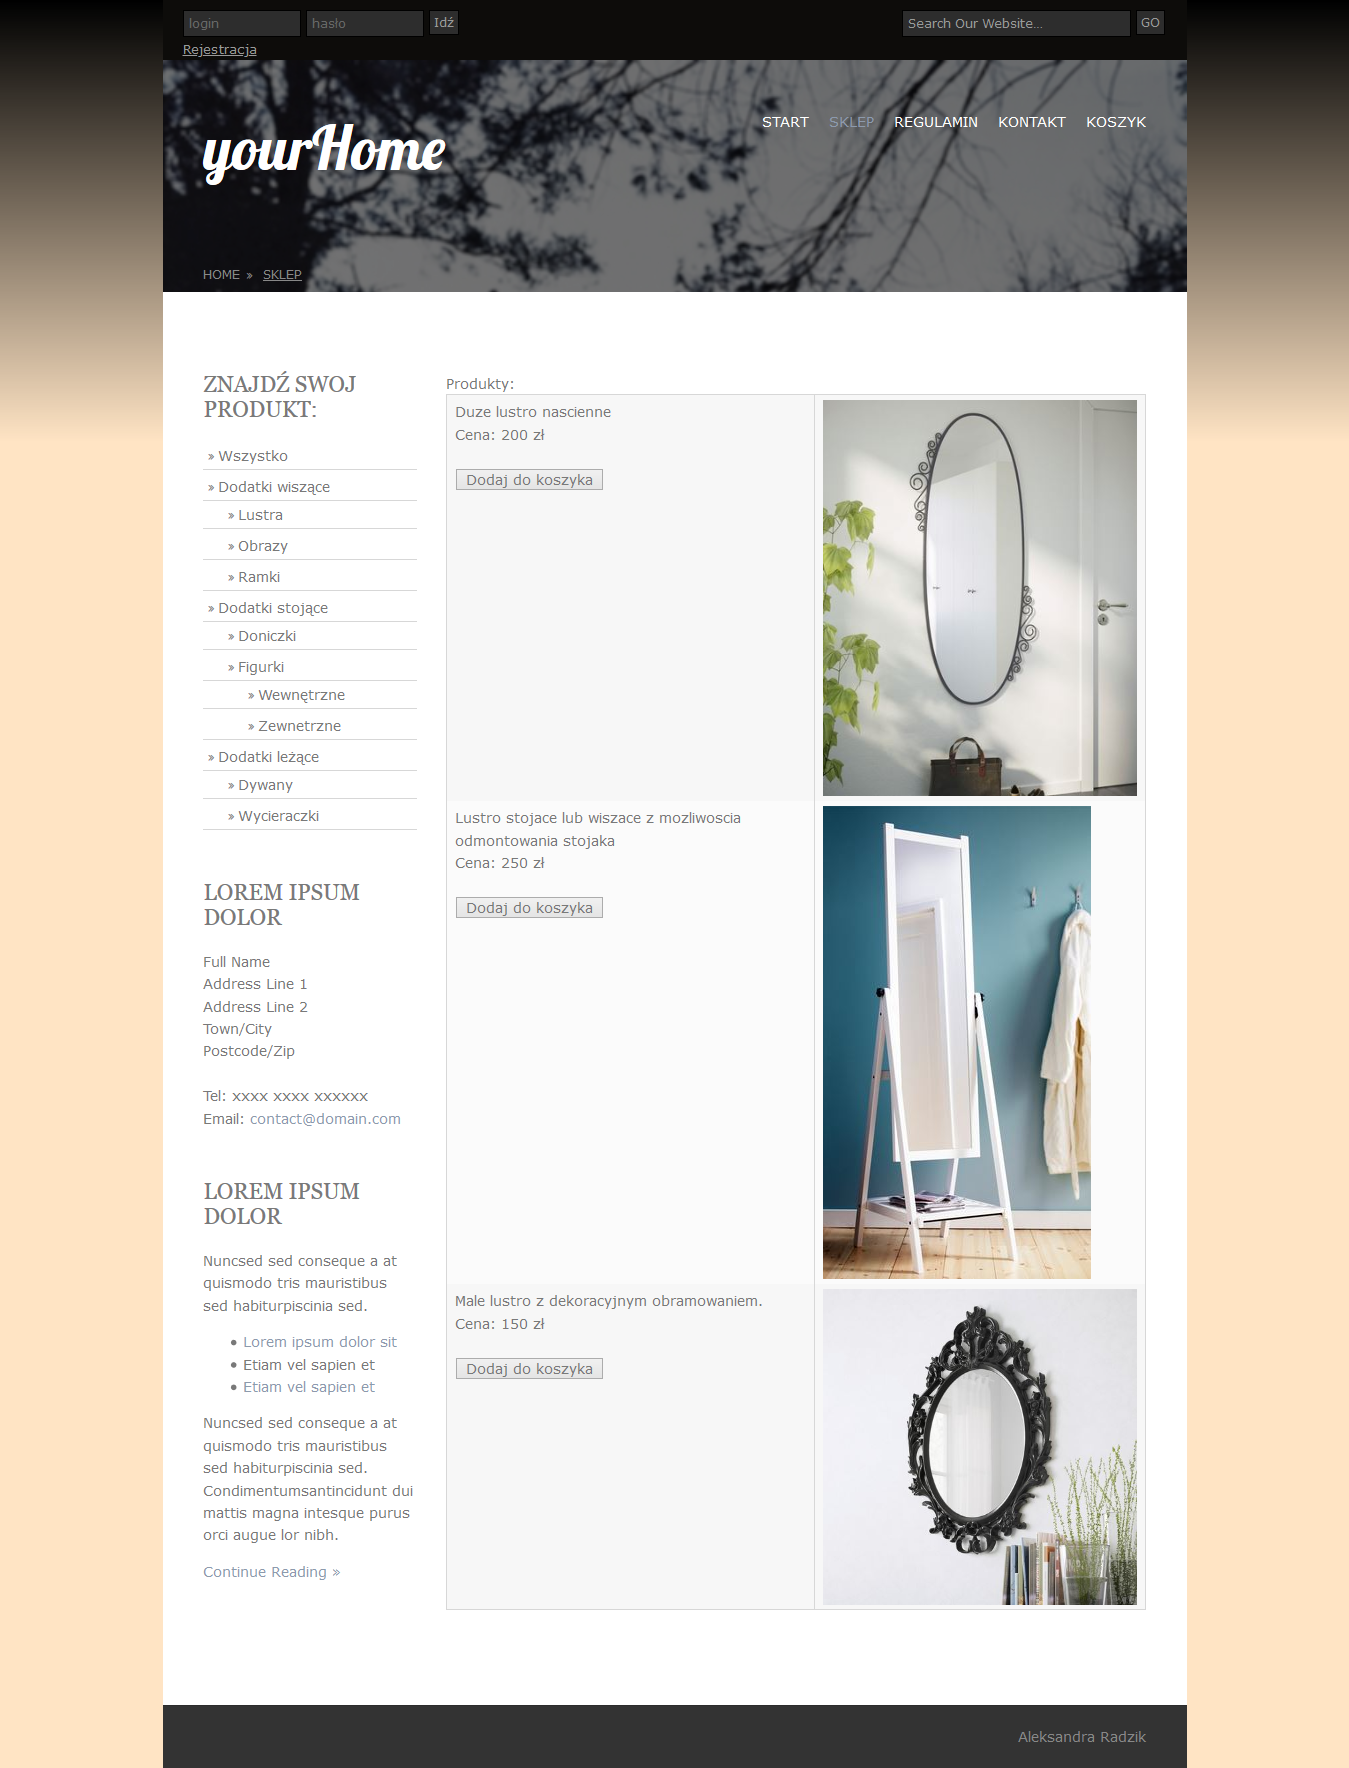 login hasło Idź Search Our Website... GO
Rejestracja
START SKLEP REGULAMIN KONTAKT KOSZYK
yourHome
HOME » SKLEP
ZNAJDŹ SWOJ
PRODUKT:
» Wszystko
» Dodatki wiszące
» Lustra
» Obrazy
» Ramki
» Dodatki stojące
» Doniczki
» Figurki
» Wewnętrzne
» Zewnetrzne
» Dodatki leżące
» Dywany
» Wycieraczki
LOREM IPSUM
DOLOR
Full Name
Address Line 1
Address Line 2
Town/City
Postcode/Zip
Tel: xxxx xxxx xxxxxx
Email: contact@domain.com
LOREM IPSUM
DOLOR
Nuncsed sed conseque a at
quismodo tris mauristibus
sed habiturpiscinia sed.
• Lorem ipsum dolor sit
• Etiam vel sapien et
• Etiam vel sapien et
Nuncsed sed conseque a at
quismodo tris mauristibus
sed habiturpiscinia sed.
Condimentumsantincidunt dui
mattis magna intesque purus
orci augue lor nibh.
Continue Reading »
Produkty:
Duze lustro nascienne
Cena: 200 zł
Dodaj do koszyka
Lustro stojace lub wiszace z mozliwoscia
odmontowania stojaka
Cena: 250 zł
Dodaj do koszyka
Male lustro z dekoracyjnym obramowaniem.
Cena: 150 zł
Dodaj do koszyka
Aleksandra Radzik